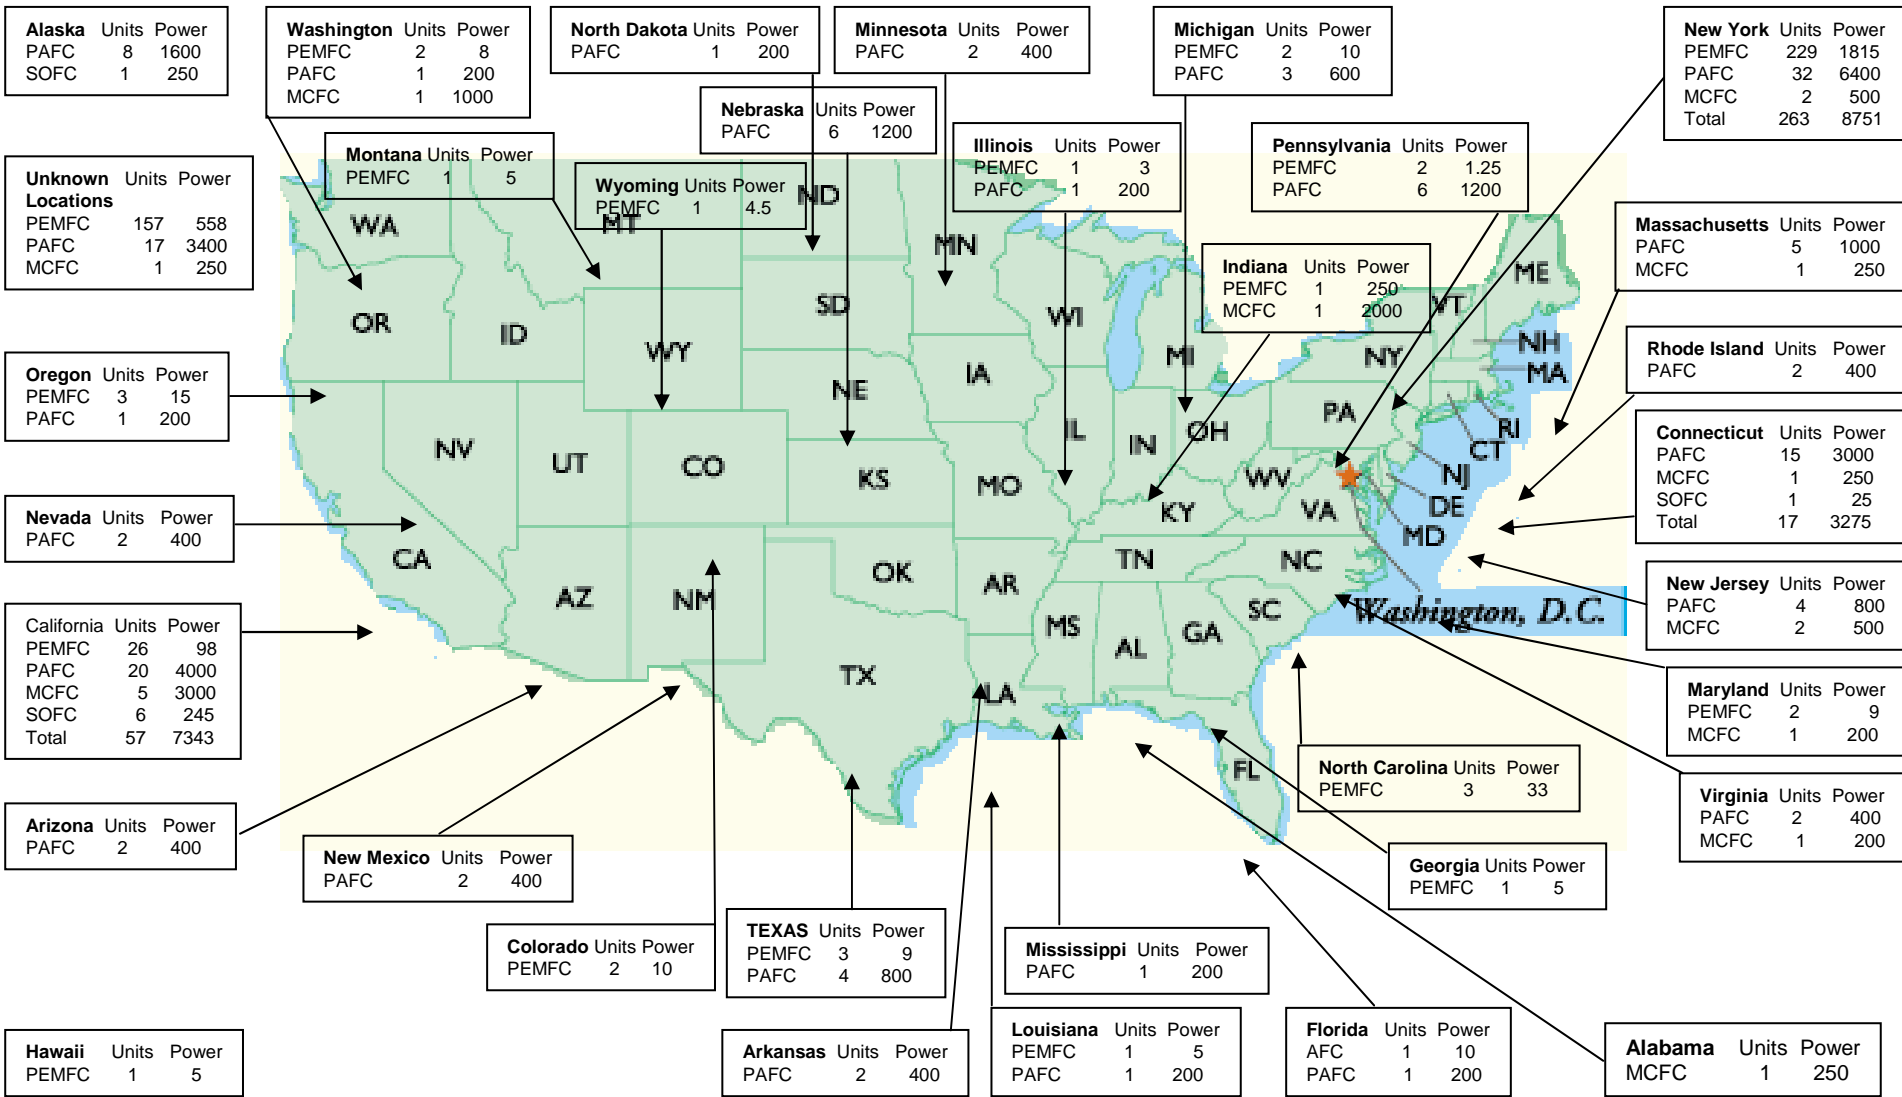 Alaska Units Power
PAFC 8 1600
SOFC 1 250
Washington Units Power
PEMFC 2 8
PAFC 1 200
MCFC 1 1000
North Dakota Units Power
PAFC 1 200
Minnesota Units Power
PAFC 2 400
Michigan Units Power
PEMFC 2 10
PAFC 3 600
New York Units Power
PEMFC 229 1815
PAFC 32 6400
MCFC 2 500
Total 263 8751
Nebraska Units Power
PAFC 6 1200
Montana Units Power
PEMFC 1 5
Wyoming Units Power
PEMFC 1 4.5
Illinois Units Power
PEMFC 1 3
PAFC 1 200
Pennsylvania Units Power
PEMFC 2 1.25
PAFC 6 1200
Unknown Units Power
Locations
PEMFC 157 558
PAFC 17 3400
MCFC 1 250
Massachusetts Units Power
PAFC 5 1000
MCFC 1 250
Indiana Units Power
PEMFC 1 250
MCFC 1 2000
Rhode Island Units Power
PAFC 2 400
Oregon Units Power
PEMFC 3 15
PAFC 1 200
Connecticut Units Power
PAFC 15 3000
MCFC 1 250
SOFC 1 25
Total 17 3275
Nevada Units Power
PAFC 2 400
New Jersey Units Power
PAFC 4 800
MCFC 2 500
California Units Power
PEMFC 26 98
PAFC 20 4000
MCFC 5 3000
SOFC 6 245
Total 57 7343
Maryland Units Power
PEMFC 2 9
MCFC 1 200
North Carolina Units Power
PEMFC 3 33
Virginia Units Power
PAFC 2 400
MCFC 1 200
Arizona Units Power
PAFC 2 400
New Mexico Units Power
PAFC 2 400
Georgia Units Power
PEMFC 1 5
Colorado Units Power
PEMFC 2 10
TEXAS Units Power
PEMFC 3 9
PAFC 4 800
Mississippi Units Power
PAFC 1 200
Hawaii Units Power
PEMFC 1 5
Arkansas Units Power
PAFC 2 400
Louisiana Units Power
PEMFC 1 5
PAFC 1 200
Florida Units Power
AFC 1 10
PAFC 1 200
Alabama Units Power
MCFC 1 250
WA
MT
ND
MN
ME
OR
ID
WY
SD
WI
MI
VT
NY
NH
MA
NV
UT
CO
NE
IA
IL
IN
OH
PA
RI
CT
NJ
KS
MO
WV
KY
VA
DE
MD
CA
AZ
NM
OK
AR
TN
NC
SC
Washington, D.C.
TX
LA
MS
AL
GA
FL